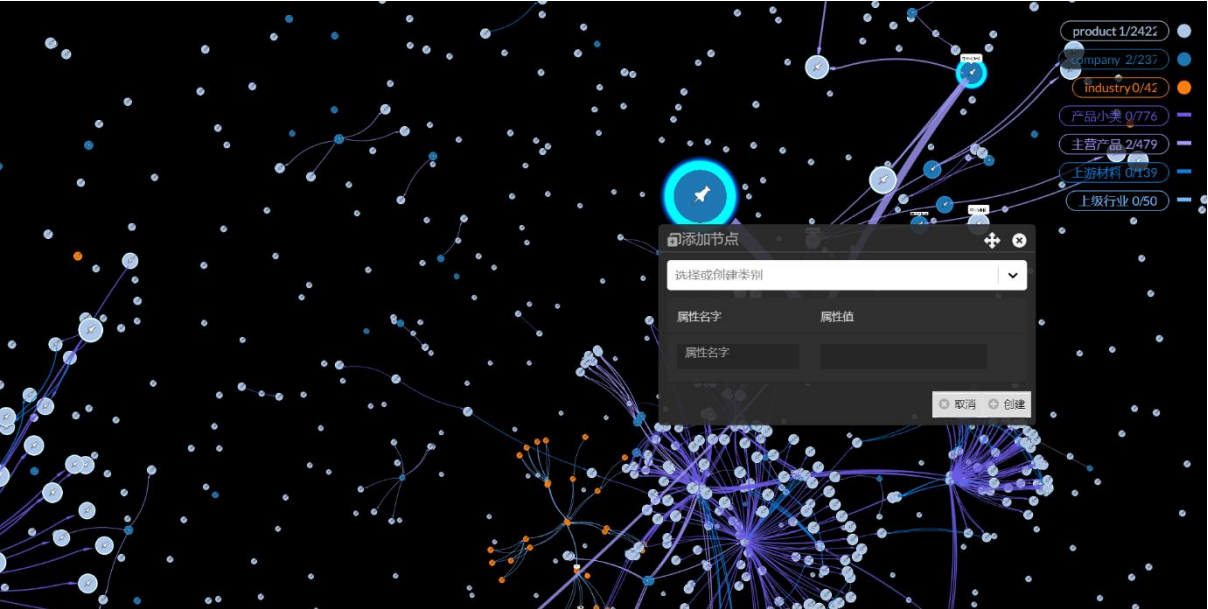 product 1/2422
company 2/237
industry 0/42
产品小类 0/776
主营产品 2/479
上游材料 0/139
上级行业 0/50
添加节点
选择或创建类别
属性名字 属性值
属性名字
取消 创建